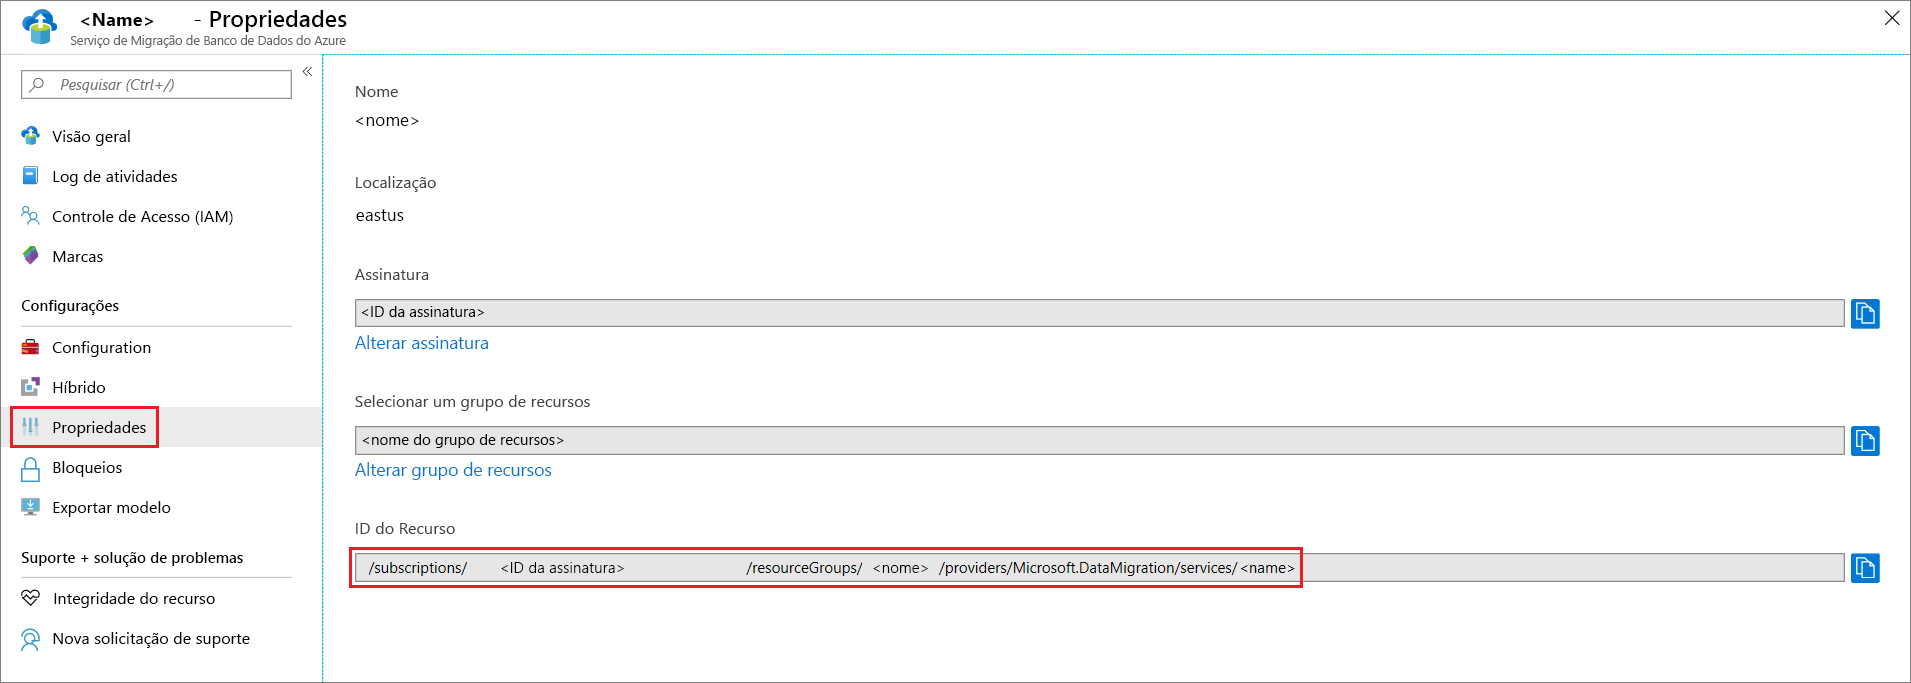 <Name> - Propriedades
Serviço de Migração de Banco de Dados do Azure
Pesquisar (Ctrl+/)
«
Visão geral
Log de atividades
Controle de Acesso (IAM)
Marcas
Configurações
Configuration
Híbrido
Propriedades
Bloqueios
Exportar modelo
Suporte + solução de problemas
Integridade do recurso
Nova solicitação de suporte
Nome
<nome>
Localização
eastus
Assinatura
<ID da assinatura>
Alterar assinatura
Selecionar um grupo de recursos
<nome do grupo de recursos>
Alterar grupo de recursos
ID do Recurso
/subscriptions/ <ID da assinatura> /resourceGroups/ <nome> /providers/Microsoft.DataMigration/services/ <name>